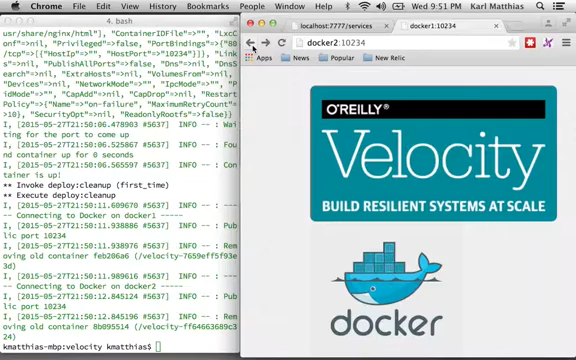 Chrome File Edit View History Bookmarks People Window Help Wed 9:51 PM Karl Matthias
4. bash
usr/share/nginx/html"], "ContainerIDFile"=>"", "LxcC
onf"=>nil, "Privileged"=>false, "PortBindings"=>{"8
/tcp"=>[{"HostIp"=>"", "HostPort"=>"10234"}]}, "Link
s"=>nil, "PublishAllPorts"=>false, "Dns"=>nil, "Dns
Search"=>nil, "ExtraHosts"=>nil, "VolumesFrom"=>nil,
"Devices"=>nil, "NetworkMode"=>"", "IpcMode"=>"", "P
idMode"=>"", "CapAdd"=>nil, "CapDrop"=>nil, "Restart
Policy"=>{"Name"=>"on-failure", "MaximumRetryCount"=
>10}, "SecurityOpt"=>nil, "ReadonlyRootfs"=>false}}
I, [2015-05-27T21:50:06.478903 #5637] INFO -- : Wai
ting for the port to come up
I, [2015-05-27T21:50:06.525867 #5637] INFO -- : Fou
nd container up for 0 seconds
I, [2015-05-27T21:50:06.565597 #5637] INFO -- : Con
tainer is up!
** Invoke deploy:cleanup (first_time)
** Execute deploy:cleanup
I, [2015-05-27T21:50:11.609670 #5637] INFO -- : ---
-- Connecting to Docker on docker1 -----
I, [2015-05-27T21:50:11.938756 #5637] INFO -- : Pub
lic port 10234
I, [2015-05-27T21:50:11.938976 #5637] INFO -- : Rem
oving old container feb206a6 (/velocity-7659eff5f93e
3d)
I, [2015-05-27T21:50:11.989616 #5637] INFO -- : ---
-- Connecting to Docker on docker2 -----
I, [2015-05-27T21:50:12.845124 #5637] INFO -- : Pub
lic port 10234
I, [2015-05-27T21:50:12.845196 #5637] INFO -- : Rem
oving old container 8b095514 (/velocity-ff64663689c3
24)
kmatthias-mbp:velocity kmatthias$
localhost:7777/services
docker1:10234
docker2:10234
Apps News Popular New Relic
O'REILLY®
Velocity
BUILD RESILIENT SYSTEMS AT SCALE
docker